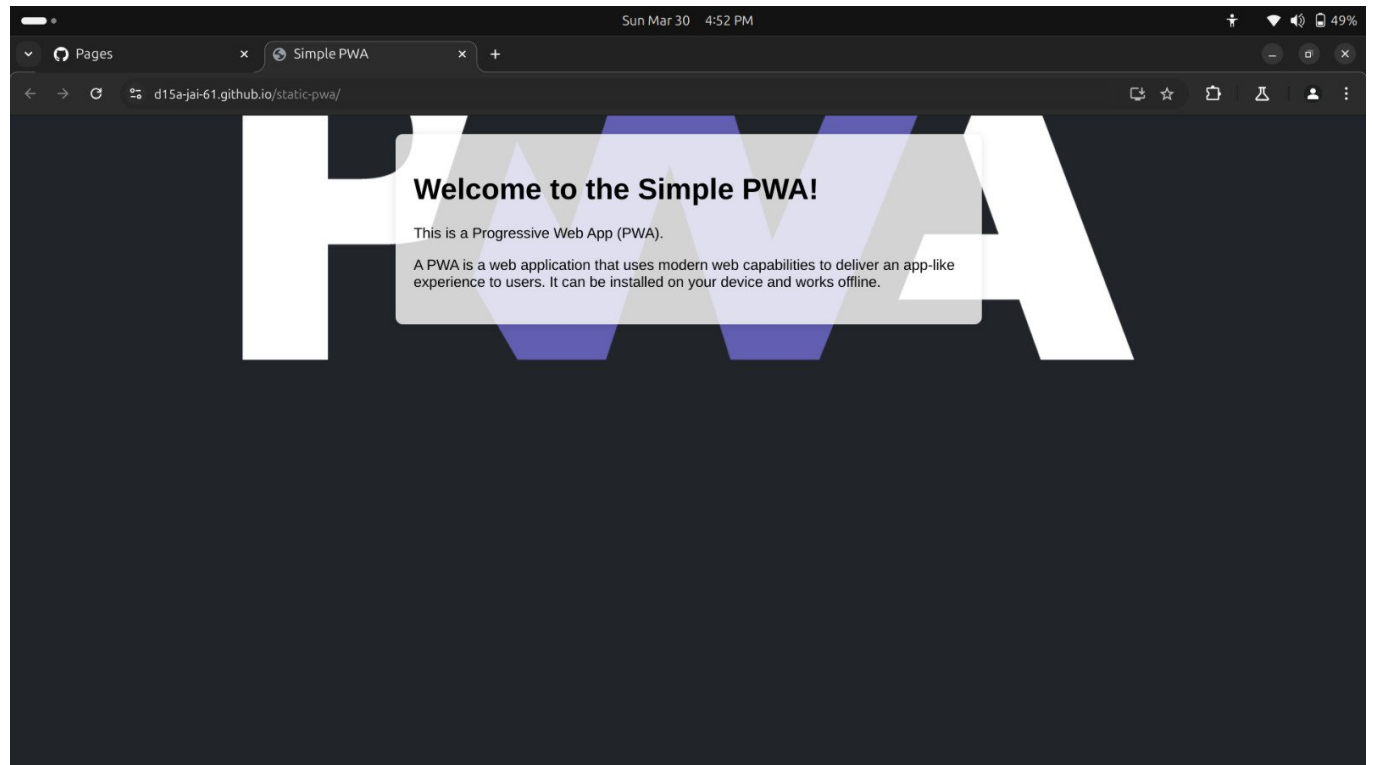 Sun Mar 30 4:52 PM
49%
Pages
Simple PWA
d15a-jai-61.github.io/static-pwa/
PWA
Welcome to the Simple PWA!
This is a Progressive Web App (PWA).
A PWA is a web application that uses modern web capabilities to deliver an app-like
experience to users. It can be installed on your device and works offline.